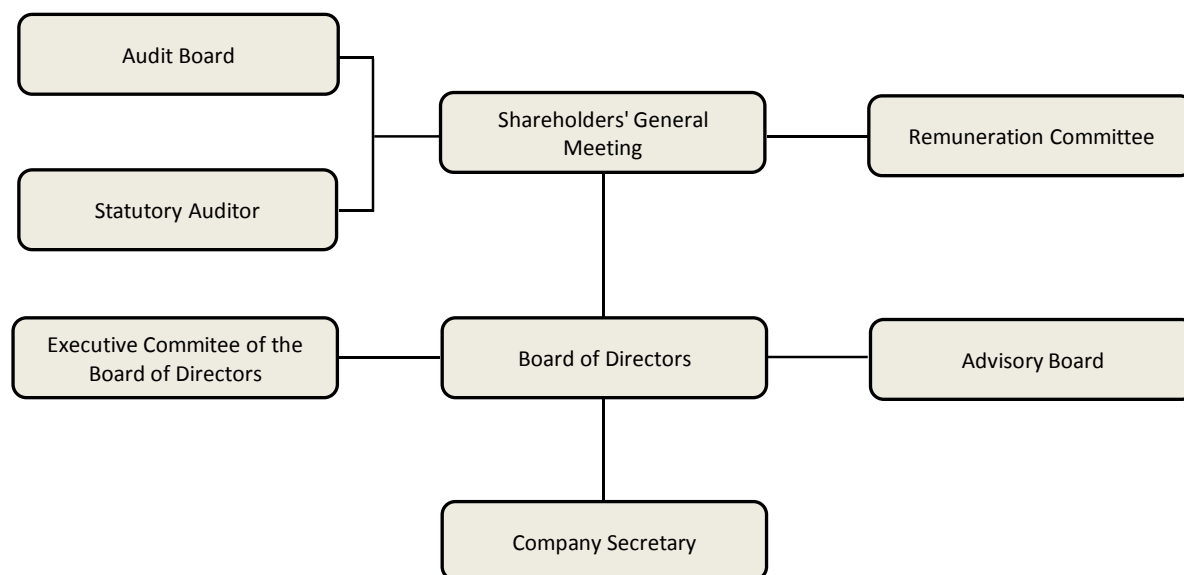 Audit Board
Shareholders' General
Meeting
Remuneration Committee
Statutory Auditor
Executive Commitee of the
Board of Directors
Board of Directors
Advisory Board
Company Secretary